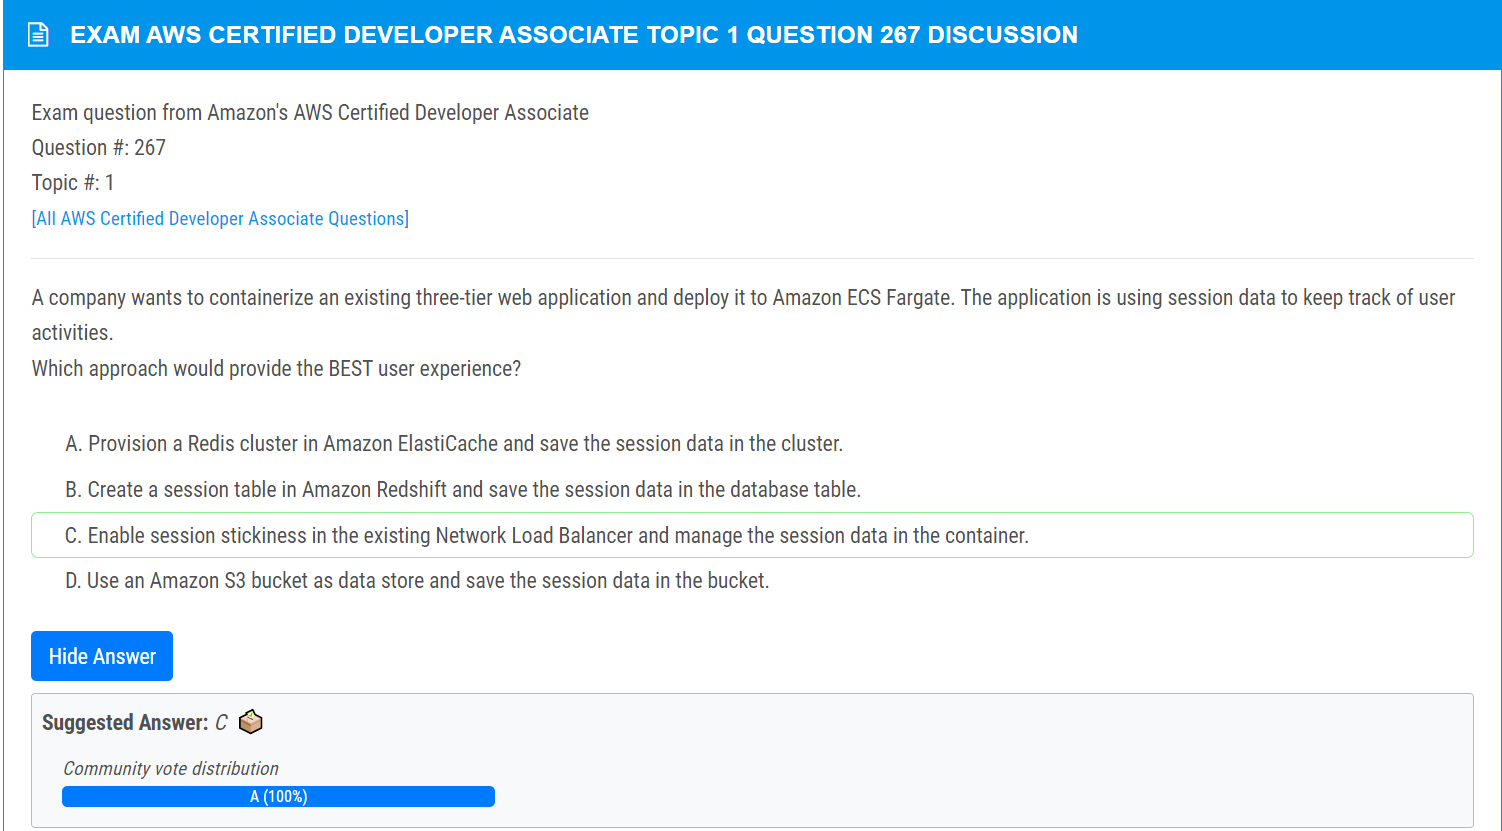 EXAM AWS CERTIFIED DEVELOPER ASSOCIATE TOPIC 1 QUESTION 267 DISCUSSION
Exam question from Amazon's AWS Certified Developer Associate
Question #: 267
Topic #: 1
[All AWS Certified Developer Associate Questions]
A company wants to containerize an existing three-tier web application and deploy it to Amazon ECS Fargate. The application is using session data to keep track of user
activities.
Which approach would provide the BEST user experience?
A. Provision a Redis cluster in Amazon ElastiCache and save the session data in the cluster.
B. Create a session table in Amazon Redshift and save the session data in the database table.
C. Enable session stickiness in the existing Network Load Balancer and manage the session data in the container.
D. Use an Amazon S3 bucket as data store and save the session data in the bucket.
Hide Answer
Suggested Answer: C
Community vote distribution
A (100%)